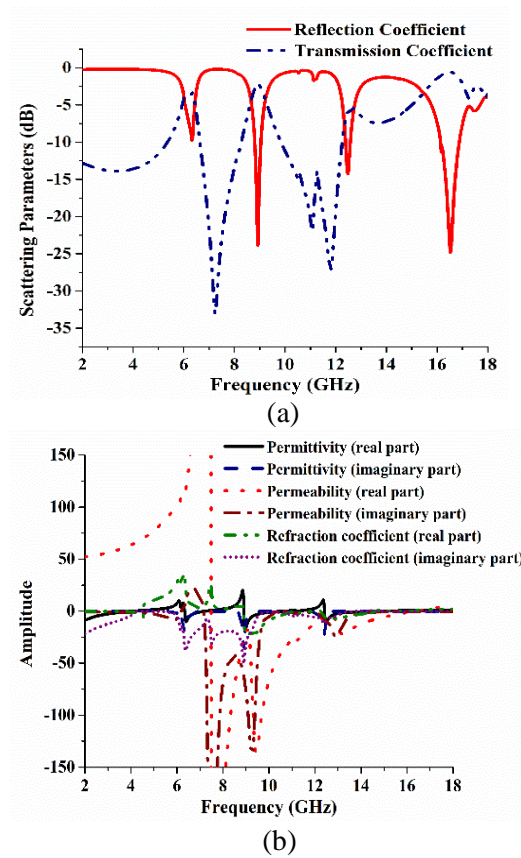 Reflection Coefficient
Transmission Coefficient
0
-5
-10
-15
-20
-25
-30
-35
Scattering Parameters (dB)
2 4 6 8 10 12 14 16 18
Frequency (GHz)
(a)
Permittivity (real part)
Permittivity (imaginary part)
Permeability (real part)
Permeability (imaginary part)
Refraction coefficient (real part)
Refraction coefficient (imaginary part)
150
100
50
0
-50
-100
-150
Amplitude
2 4 6 8 10 12 14 16 18
Frequency (GHz)
(b)